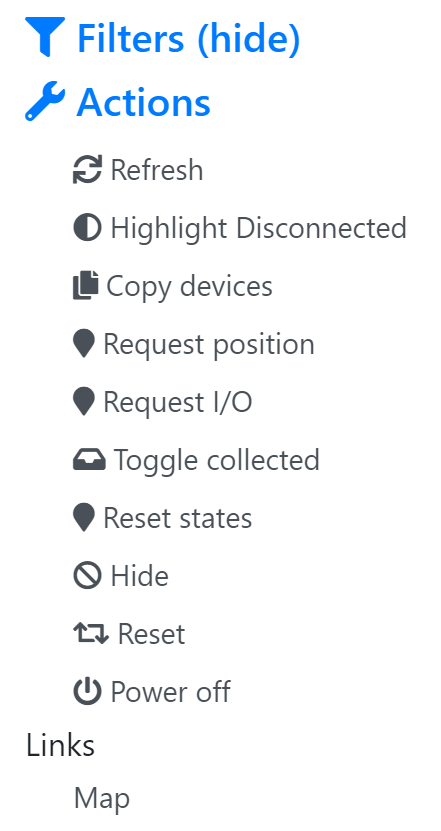 Filters (hide)
Actions
Refresh
Highlight Disconnected
Copy devices
Request position
Request I/O
Toggle collected
Reset states
Hide
Reset
Power off
Links
Map